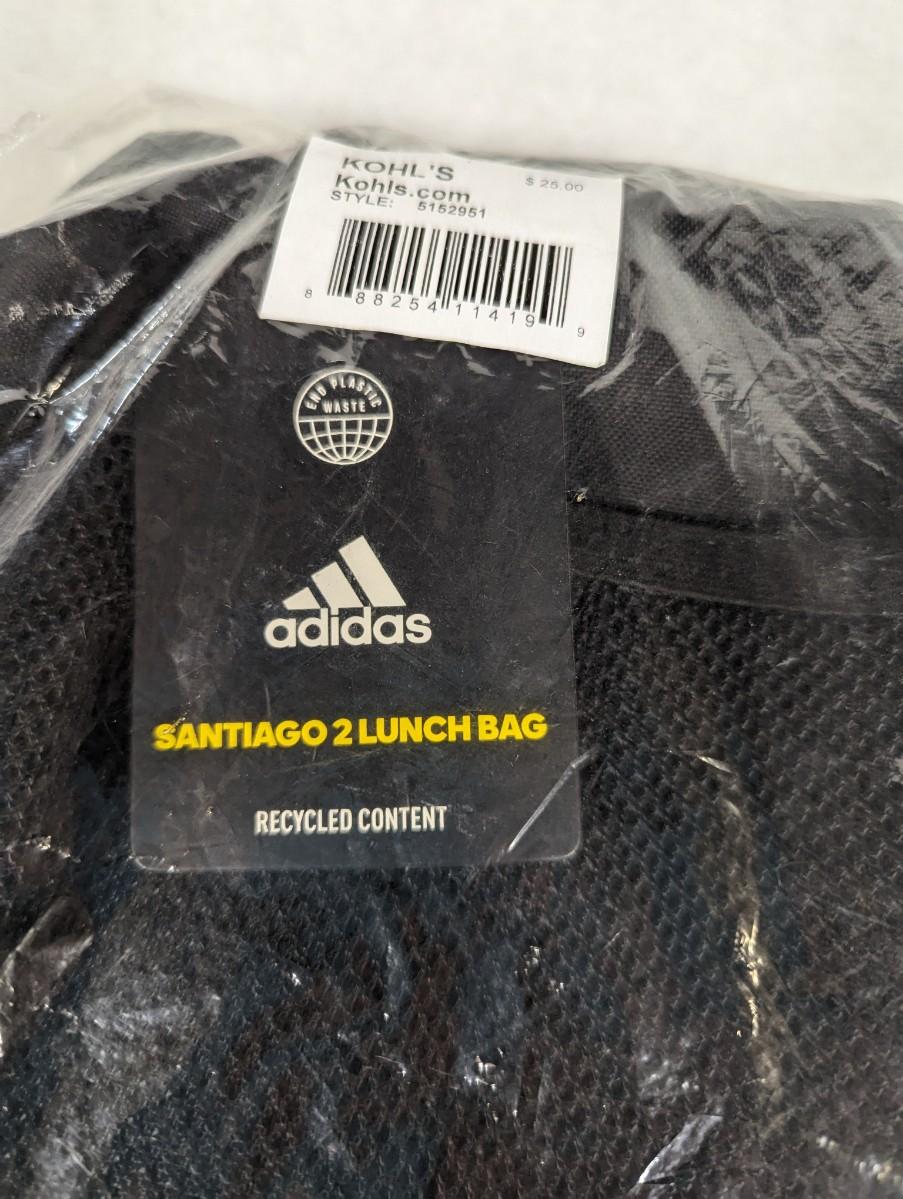 KOHL'S $ 25.00
Kohls.com
STYLE: 5152951
8 88254 11419 9
END PLASTIC
WASTE
adidas
SANTIAGO 2 LUNCH BAG
RECYCLED CONTENT